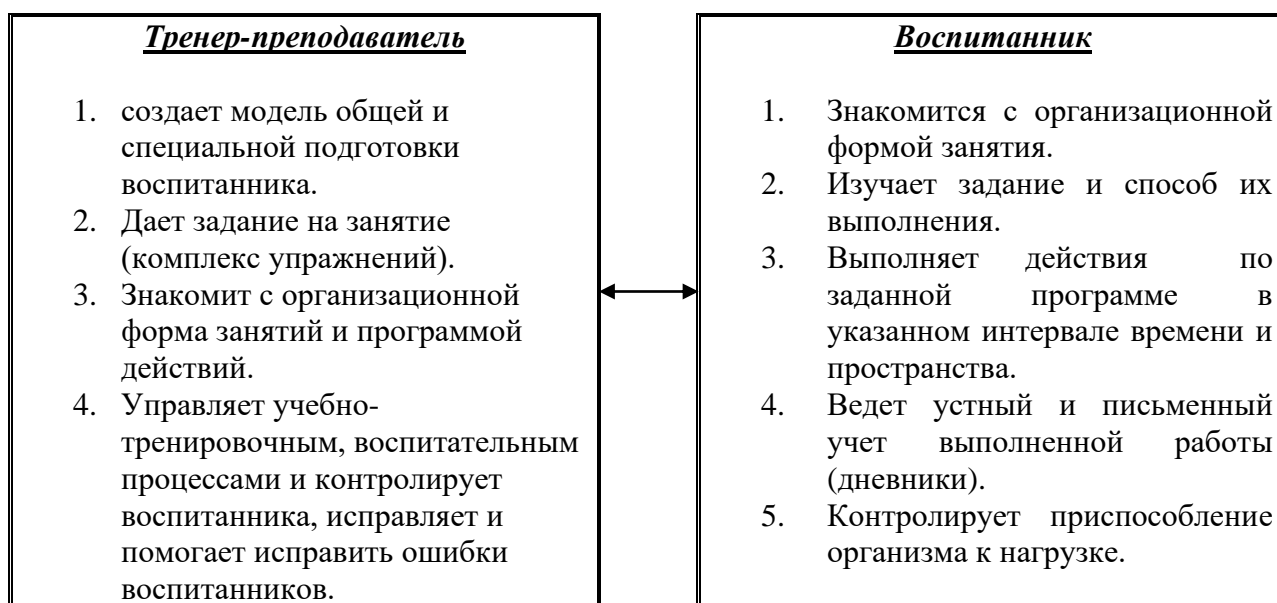 Тренер-преподаватель
1. создает модель общей и
специальной подготовки
воспитанника.
2. Дает задание на занятие
(комплекс упражнений).
3. Знакомит с организационной
форма занятий и программой
действий.
4. Управляет учебно-
тренировочным, воспитательным
процессами и контролирует
воспитанника, исправляет и
помогает исправить ошибки
воспитанников.
Воспитанник
1. Знакомится с организационной
формой занятия.
2. Изучает задание и способ их
выполнения.
3. Выполняет действия по
заданной программе в
указанном интервале времени и
пространства.
4. Ведет устный и письменный
учет выполненной работы
(дневники).
5. Контролирует приспособление
организма к нагрузке.